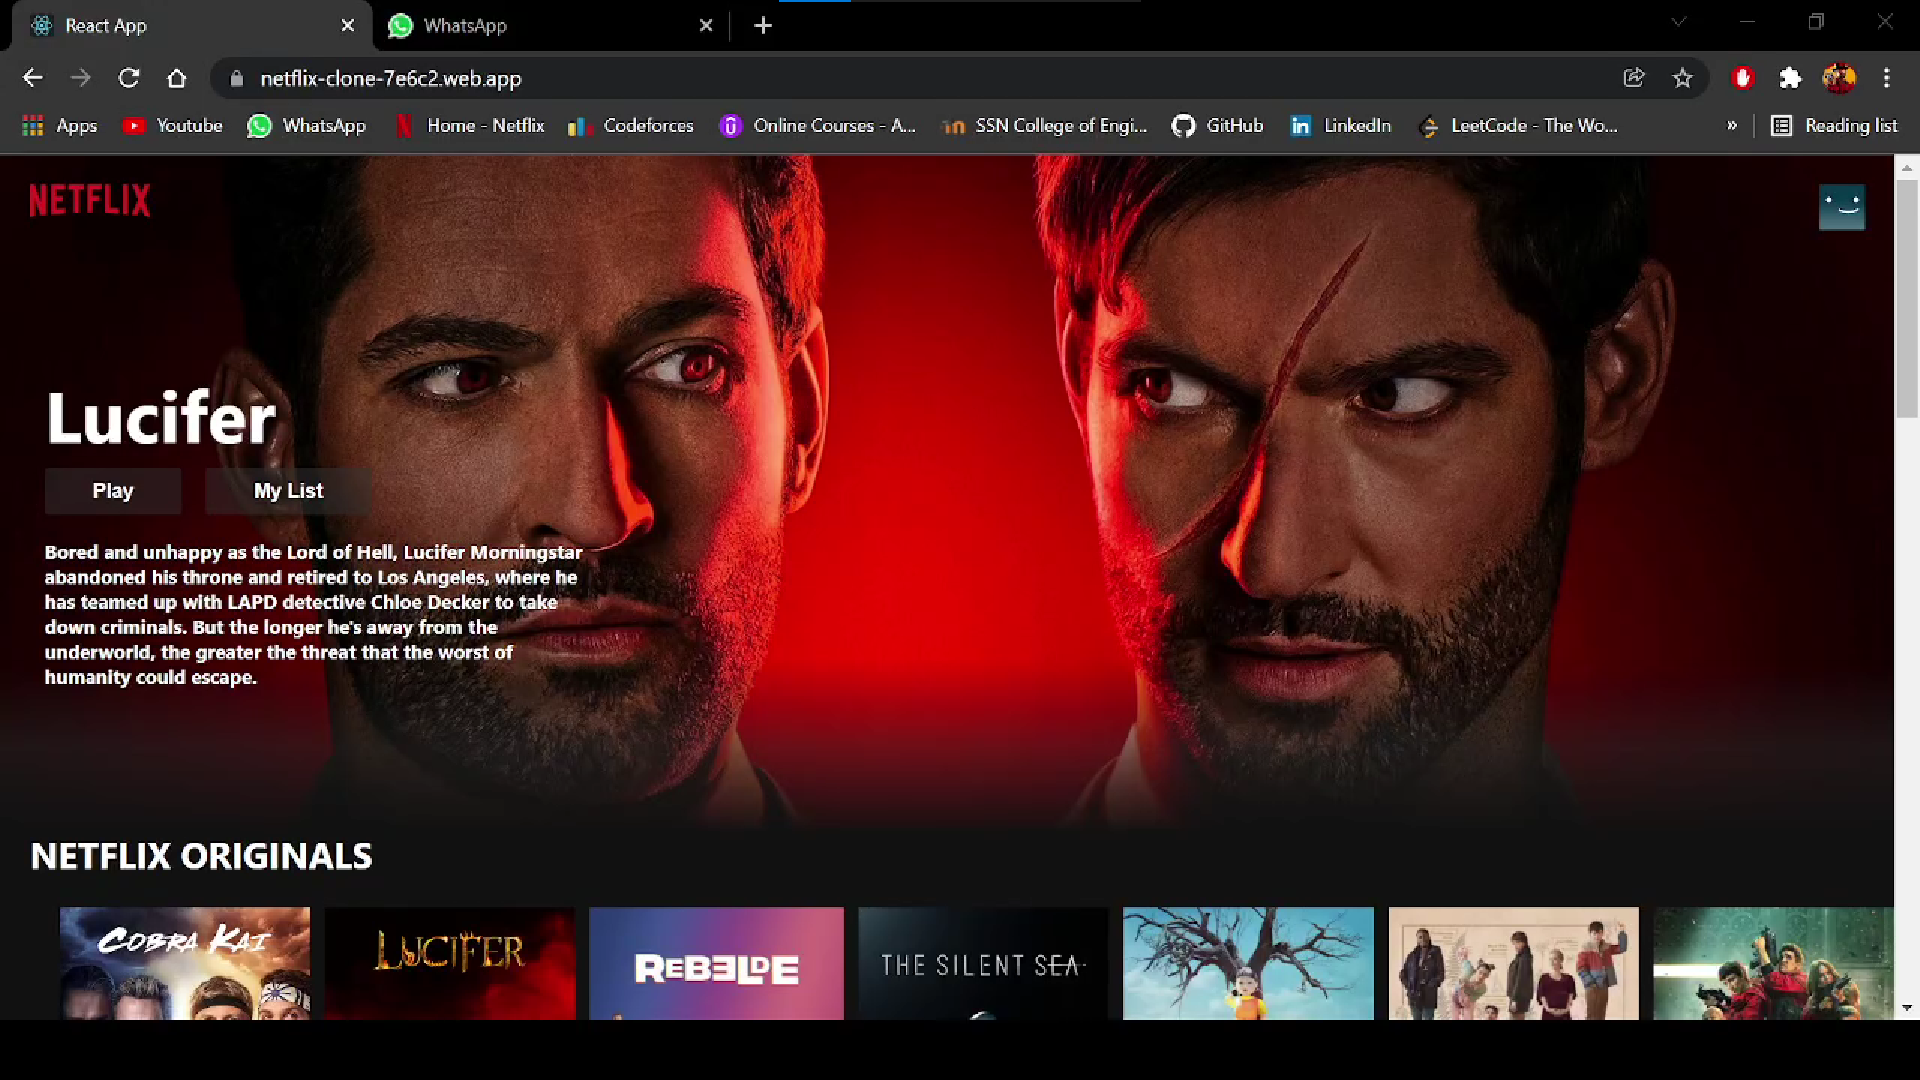 React App
WhatsApp
netflix-clone-7e6c2.web.app
Apps
Youtube
WhatsApp
Home - Netflix
Codeforces
Online Courses - A...
SSN College of Engi...
GitHub
LinkedIn
LeetCode - The Wo...
»
Reading list
NETFLIX
Lucifer
Play
My List
Bored and unhappy as the Lord of Hell, Lucifer Morningstar
abandoned his throne and retired to Los Angeles, where he
has teamed up with LAPD detective Chloe Decker to take
down criminals. But the longer he's away from the
underworld, the greater the threat that the worst of
humanity could escape.
NETFLIX ORIGINALS
COBRA KAI
LUCIFER
REBELDE
THE SILENT SEA